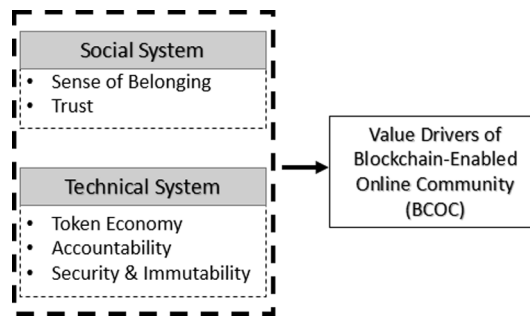 Social System
• Sense of Belonging
• Trust
Technical System
• Token Economy
• Accountability
• Security & Immutability
Value Drivers of
Blockchain-Enabled
Online Community
(BCOC)